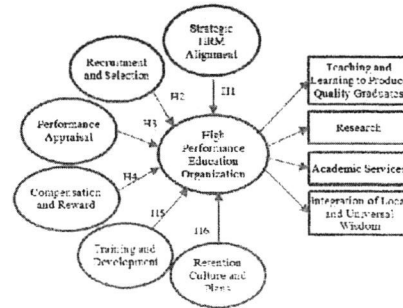 Strategic
HRM
Alignment
Recruitment
and Selection
H2
H1
Teaching and
Learning to Produce
Quality Graduates
Performance
Appraisal
H3
High
Performance
Education
Organization
Research
Compensation
and Reward
H4
Academic Services
Integration of Local
and Universal
Wisdom
H5
H6
Training and
Development
Retention
Culture and
Plans